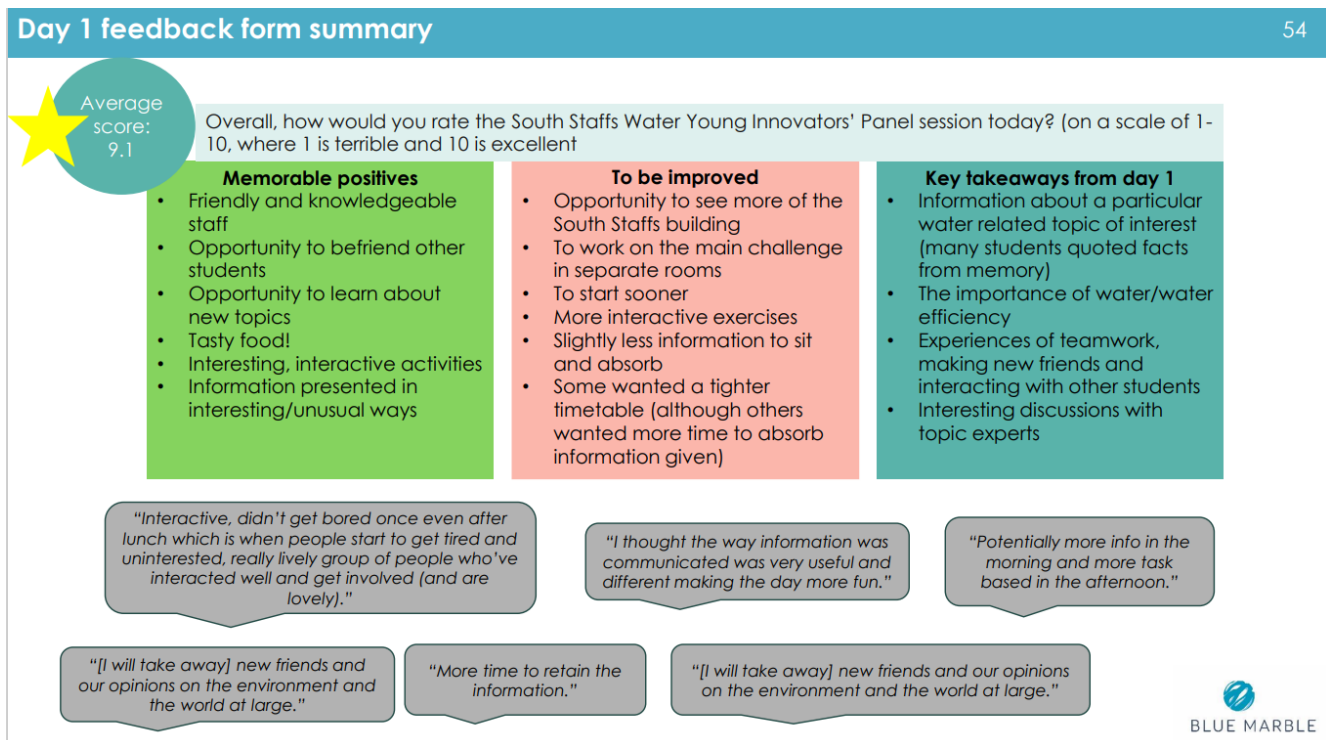 Day 1 feedback form summary
54
Average
score:
9.1
Overall, how would you rate the South Staffs Water Young Innovators’ Panel session today? (on a scale of 1-
10, where 1 is terrible and 10 is excellent
Memorable positives
• Friendly and knowledgeable
staff
• Opportunity to befriend other
students
• Opportunity to learn about
new topics
• Tasty food!
• Interesting, interactive activities
• Information presented in
interesting/unusual ways
To be improved
• Opportunity to see more of the
South Staffs building
• To work on the main challenge
in separate rooms
• To start sooner
• More interactive exercises
• Slightly less information to sit
and absorb
• Some wanted a tighter
timetable (although others
wanted more time to absorb
information given)
Key takeaways from day 1
• Information about a particular
water related topic of interest
(many students quoted facts
from memory)
• The importance of water/water
efficiency
• Experiences of teamwork,
making new friends and
interacting with other students
• Interesting discussions with
topic experts
“Interactive, didn’t get bored once even after
lunch which is when people start to get tired and
uninterested, really lively group of people who’ve
interacted well and get involved (and are
lovely).”
“I thought the way information was
communicated was very useful and
different making the day more fun.”
“Potentially more info in the
morning and more task
based in the afternoon.”
“[I will take away] new friends and
our opinions on the environment and
the world at large.”
“More time to retain the
information.”
“[I will take away] new friends and our opinions
on the environment and the world at large.”
BLUE MARBLE